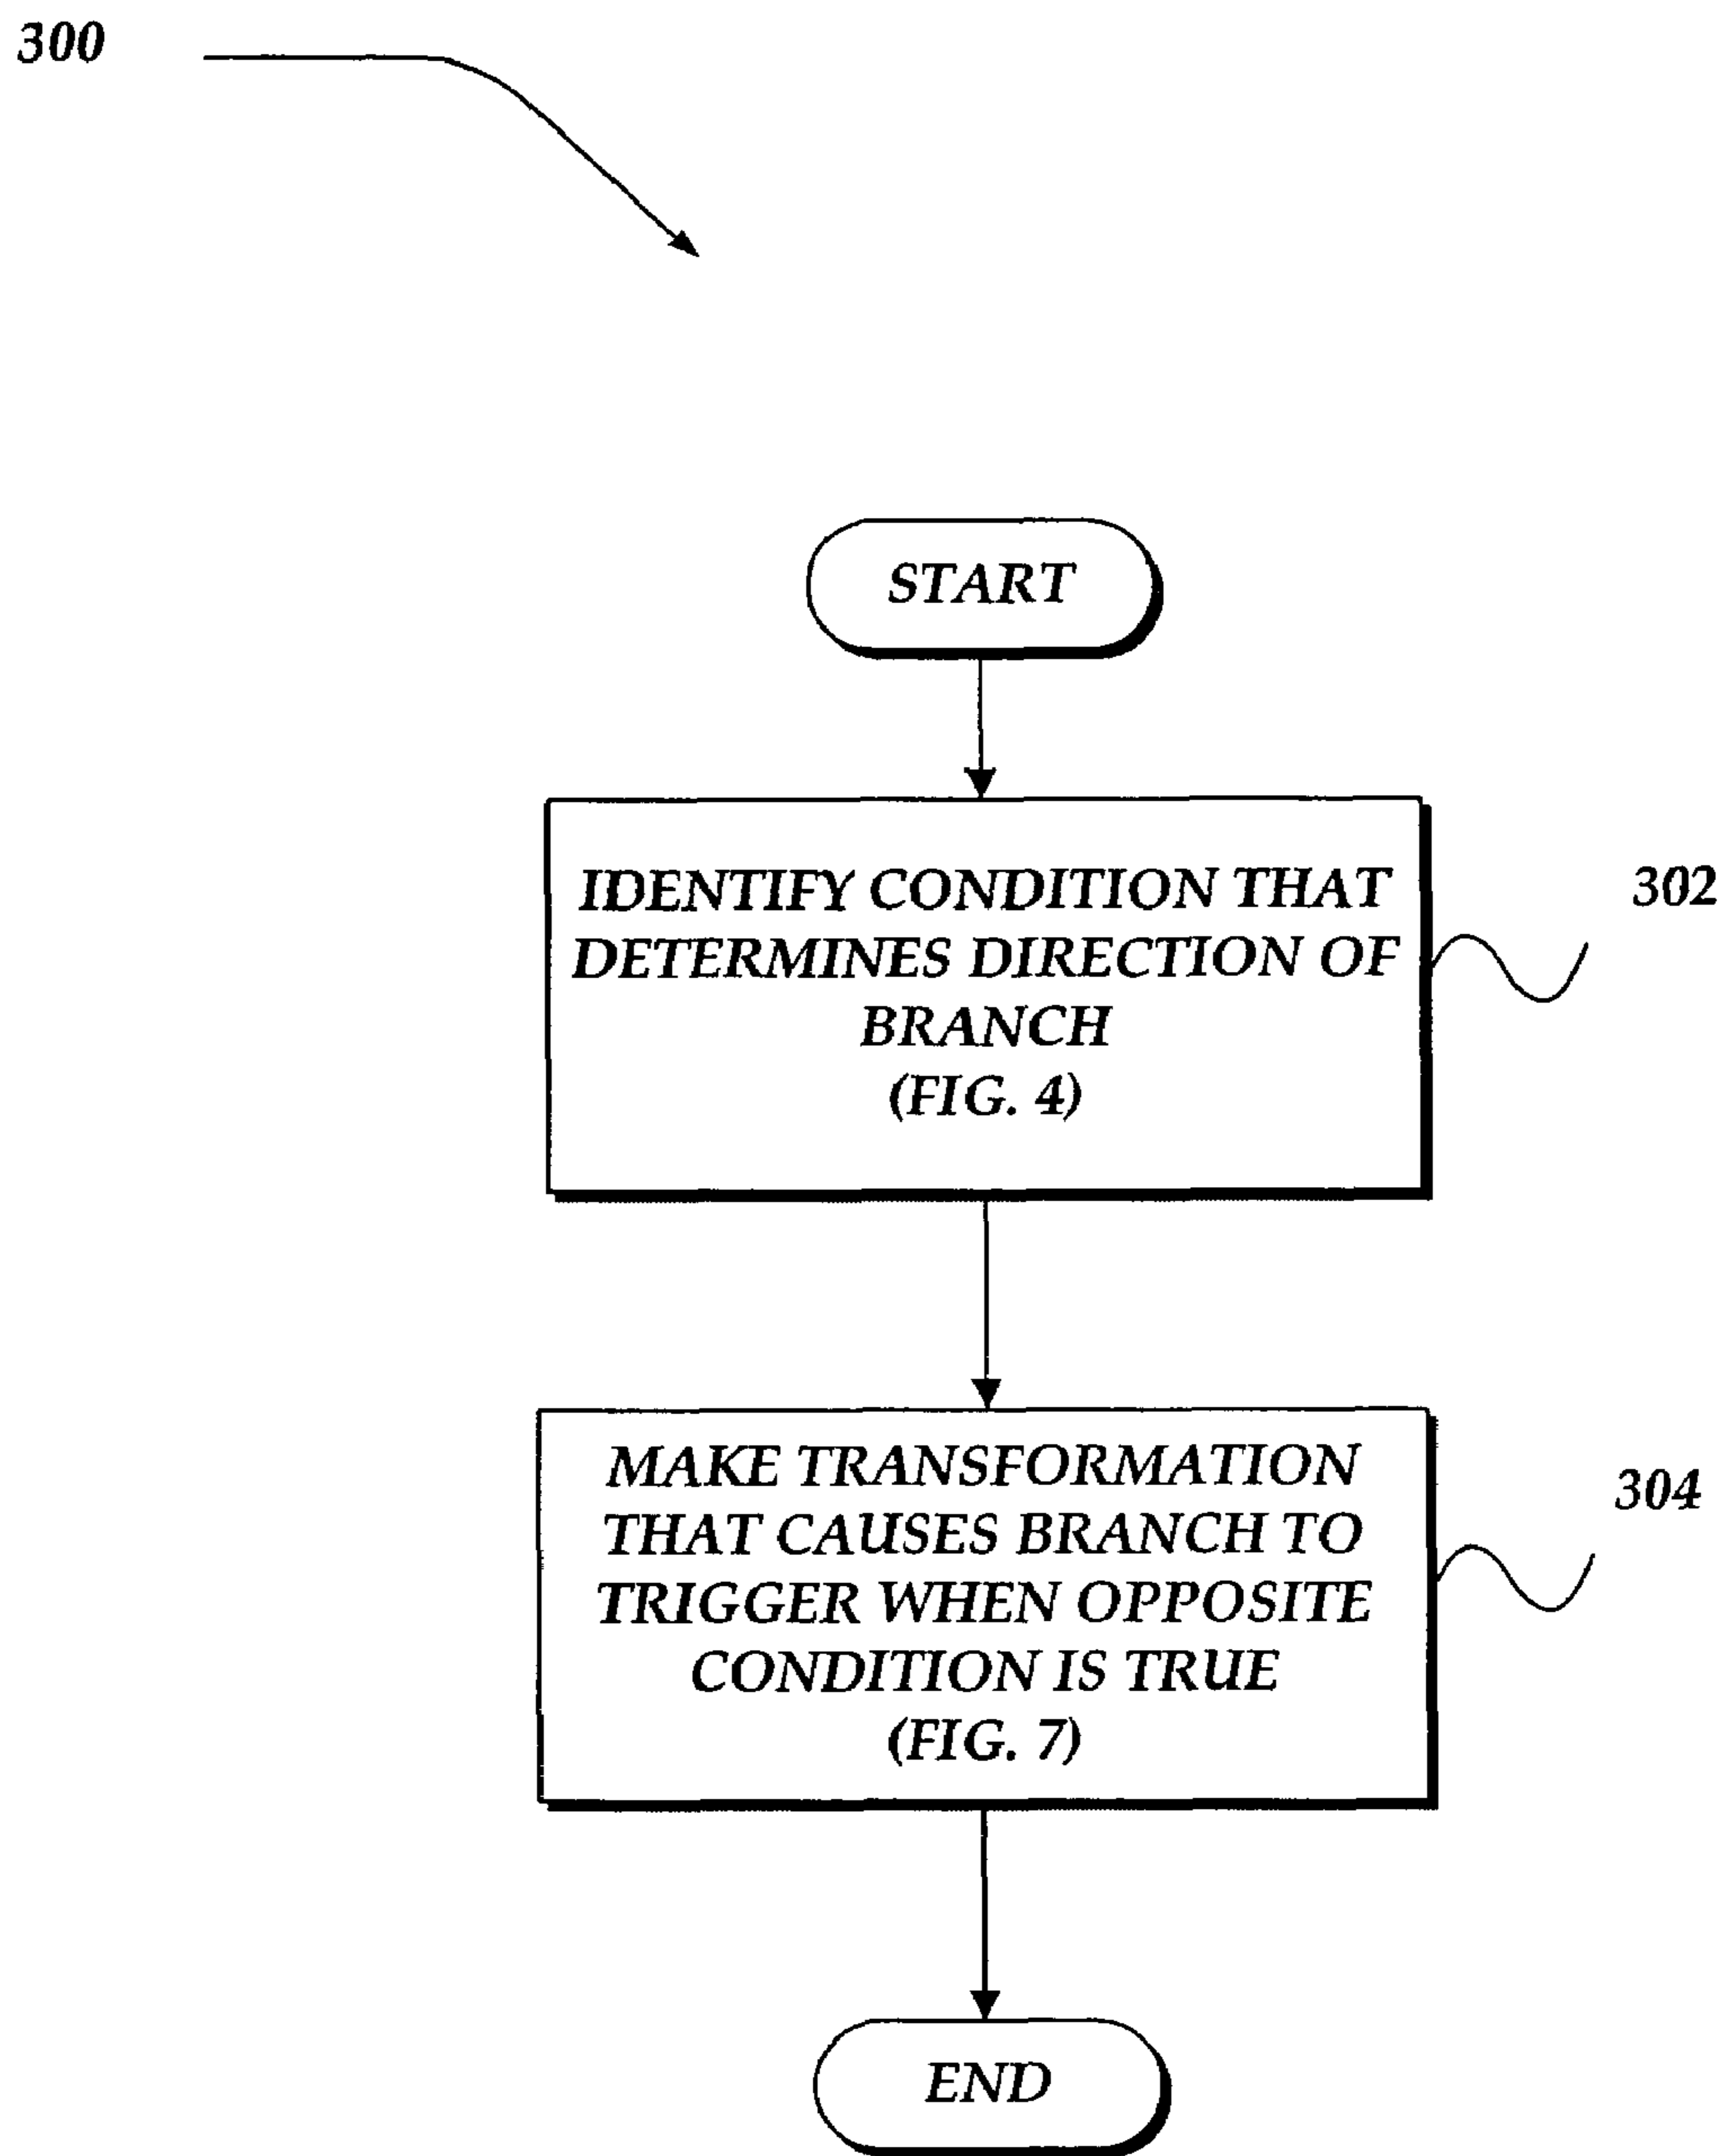 300
START
IDENTIFY CONDITION THAT
DETERMINES DIRECTION OF
BRANCH
(FIG. 4)
302
MAKE TRANSFORMATION
THAT CAUSES BRANCH TO
TRIGGER WHEN OPPOSITE
CONDITION IS TRUE
(FIG. 7)
304
END